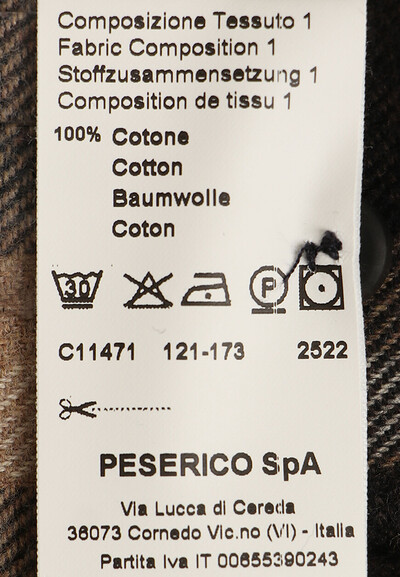 Composizione Tessuto 1
Fabric Composition 1
Stoffzusammensetzung 1
Composition de tissu 1
100% Cotone
Cotton
Baumwolle
Coton
30 P
C11471 121-173 2522
PESERICO SpA
Via Lucca di Cereda
36073 Cornedo Vic.no (VI) - Italia
Partita Iva IT 00655390243